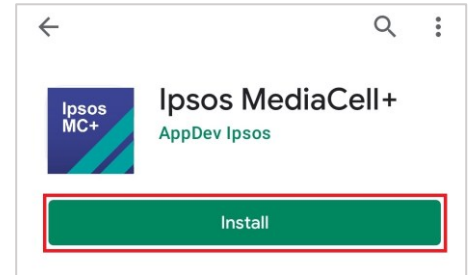 Ipsos
MC+
Ipsos MediaCell+
AppDev Ipsos
Install